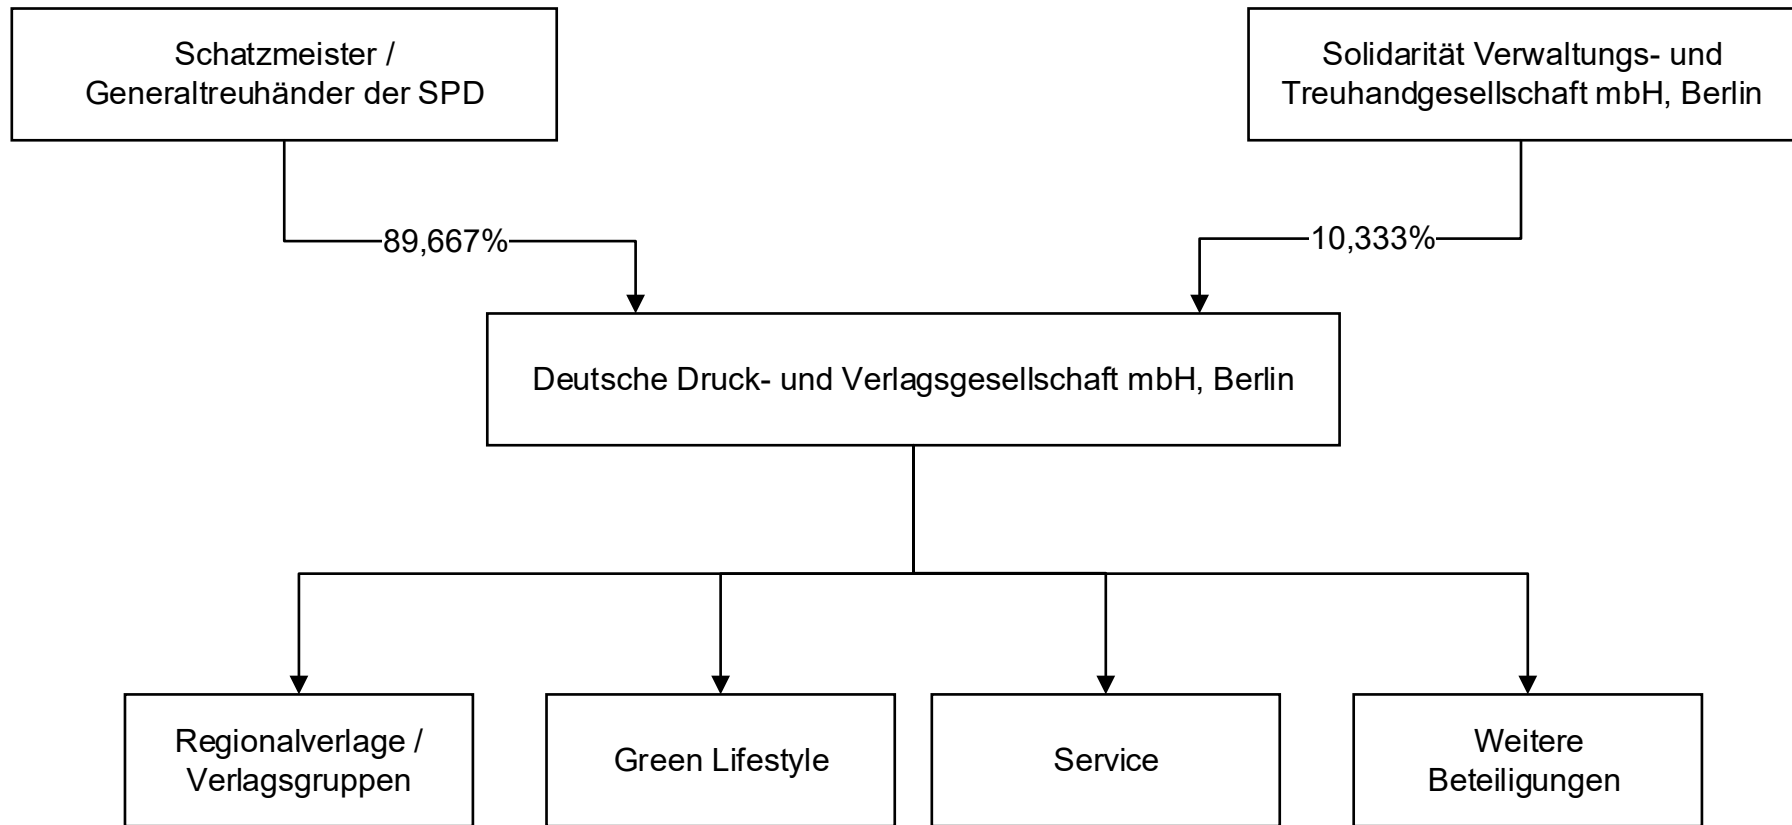 Schatzmeister /
Generaltreuhänder der SPD
Solidarität Verwaltungs- und
Treuhandgesellschaft mbH, Berlin
89,667%
10,333%
Deutsche Druck- und Verlagsgesellschaft mbH, Berlin
Regionalverlage /
Verlagsgruppen
Green Lifestyle
Service
Weitere
Beteiligungen